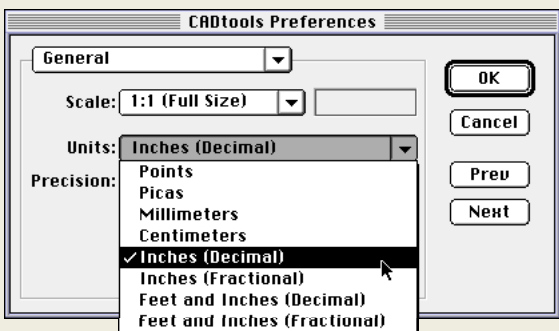 CADtools Preferences
General
OK
Scale: 1:1 (Full Size)
Cancel
Units: Inches (Decimal)
Precision:
Points
Prev
Picas
Millimeters
Next
Centimeters
✓Inches (Decimal)
Inches (Fractional)
Feet and Inches (Decimal)
Feet and Inches (Fractional)